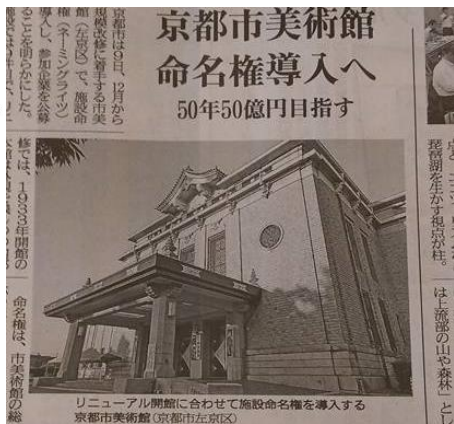 京都市美術館
命名権導入へ
50年50億円目指す
京都市は9日、12月から
規模改修に着手する市美
館(左京区)で、施設命
権(ネーミングライツ)
導入し、参加企業を公募
ることを明らかにした。
修では、1933年開館の
命名権は、市美術館の総
リニューアル開館に合わせて施設命名権を導入する
京都市美術館(京都市左京区)
琵琶湖を生かす視点が柱。
は上流部の山や森林」とし